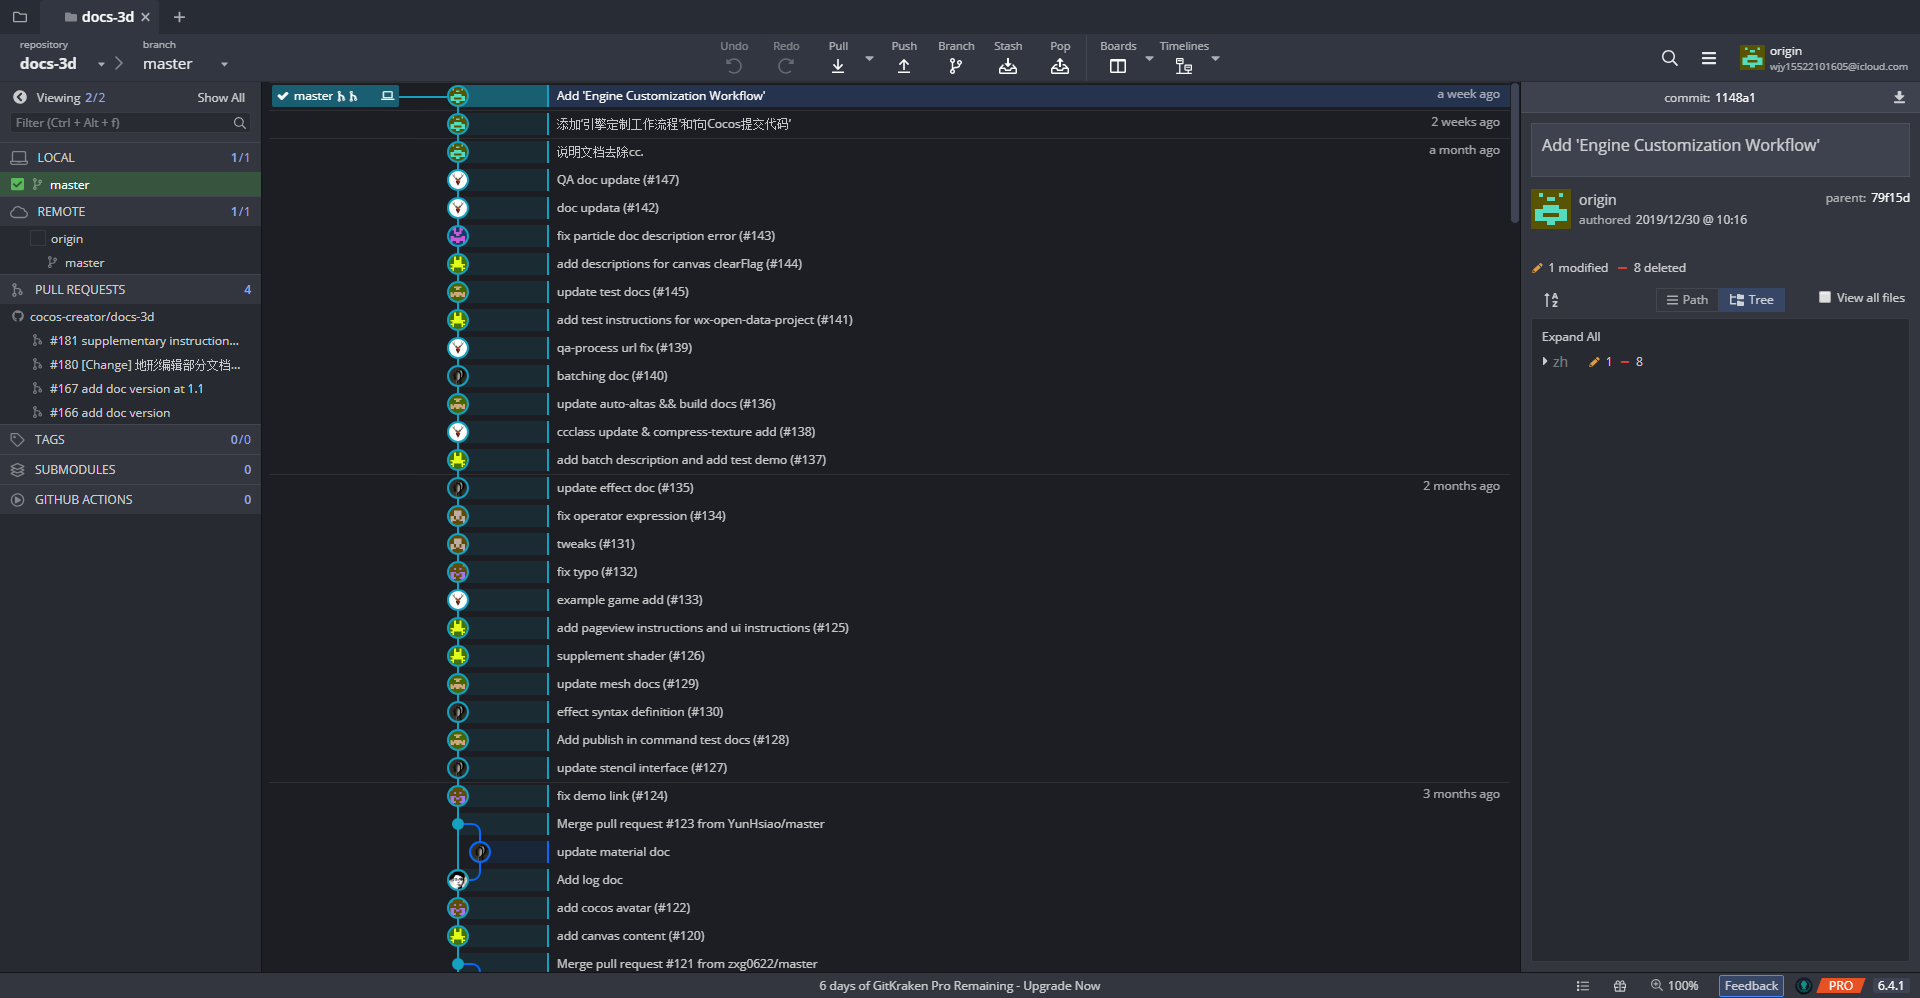 docs-3d
repository
docs-3d
branch
master
Undo
Redo
Pull
Push
Branch
Stash
Pop
Boards
Timelines
origin
wjy15522101605@icloud.com
Viewing 2/2
Show All
Filter (Ctrl + Alt + f)
LOCAL 1/1
master
REMOTE 1/1
origin
master
PULL REQUESTS 4
cocos-creator/docs-3d
#181 supplementary instruction...
#180 [Change] 地形编辑部分文档...
#167 add doc version at 1.1
#166 add doc version
TAGS 0/0
SUBMODULES 0
GITHUB ACTIONS 0
master
Add 'Engine Customization Workflow' a week ago
添加'引擎定制工作流程'和'向Cocos提交代码' 2 weeks ago
说明文档去除cc. a month ago
QA doc update (#147)
doc updata (#142)
fix particle doc description error (#143)
add descriptions for canvas clearFlag (#144)
update test docs (#145)
add test instructions for wx-open-data-project (#141)
qa-process url fix (#139)
batching doc (#140)
update auto-altas && build docs (#136)
ccclass update & compress-texture add (#138)
add batch description and add test demo (#137)
update effect doc (#135) 2 months ago
fix operator expression (#134)
tweaks (#131)
fix typo (#132)
example game add (#133)
add pageview instructions and ui instructions (#125)
supplement shader (#126)
update mesh docs (#129)
effect syntax definition (#130)
Add publish in command test docs (#128)
update stencil interface (#127)
fix demo link (#124) 3 months ago
Merge pull request #123 from YunHsiao/master
update material doc
Add log doc
add cocos avatar (#122)
add canvas content (#120)
Merge pull request #121 from zxg0622/master
commit: 1148a1
Add 'Engine Customization Workflow'
origin
authored 2019/12/30 @ 10:16
parent: 79f15d
1 modified 8 deleted
Path
Tree
View all files
Expand All
zh 1 8
6 days of GitKraken Pro Remaining - Upgrade Now
100%
Feedback
PRO
6.4.1